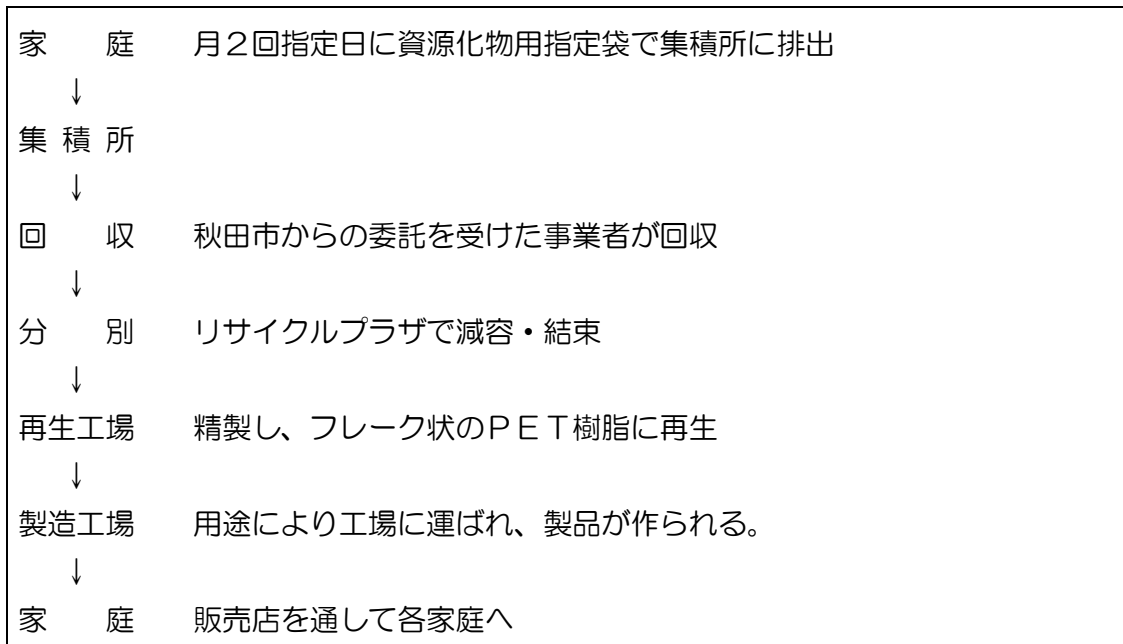 家　　庭　　月２回指定日に資源化物用指定袋で集積所に排出
↓
集 積 所
↓
回　　収　　秋田市からの委託を受けた事業者が回収
↓
分　　別　　リサイクルプラザで減容・結束
↓
再生工場　　精製し、フレーク状のＰＥＴ樹脂に再生
↓
製造工場　　用途により工場に運ばれ、製品が作られる。
↓
家　　庭　　販売店を通して各家庭へ